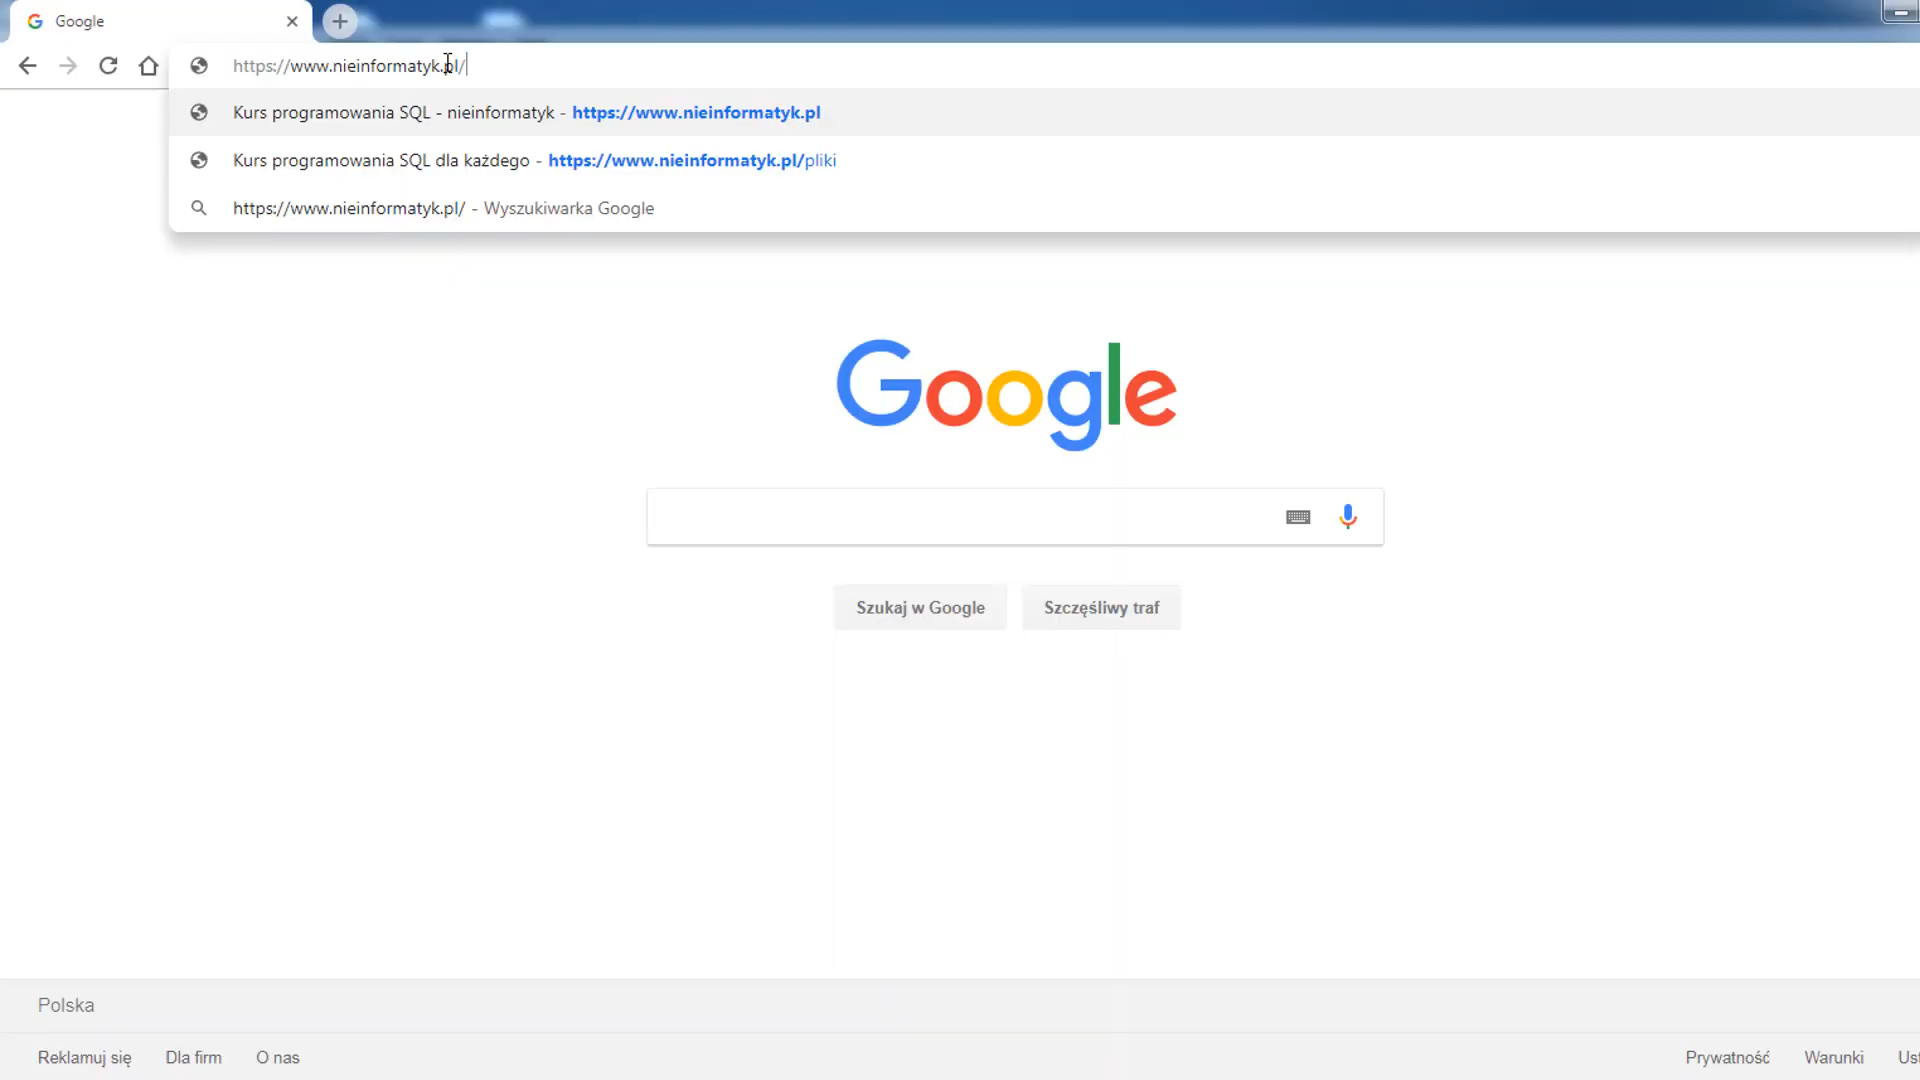 Google
https://www.nieinformatyk.pl/
Kurs programowania SQL - nieinformatyk - https://www.nieinformatyk.pl
Kurs programowania SQL dla każdego - https://www.nieinformatyk.pl/pliki
https://www.nieinformatyk.pl/ - Wyszukiwarka Google
Google
Szukaj w Google Szczęśliwy traf
Polska
Reklamuj się Dla firm O nas Prywatność Warunki Ust